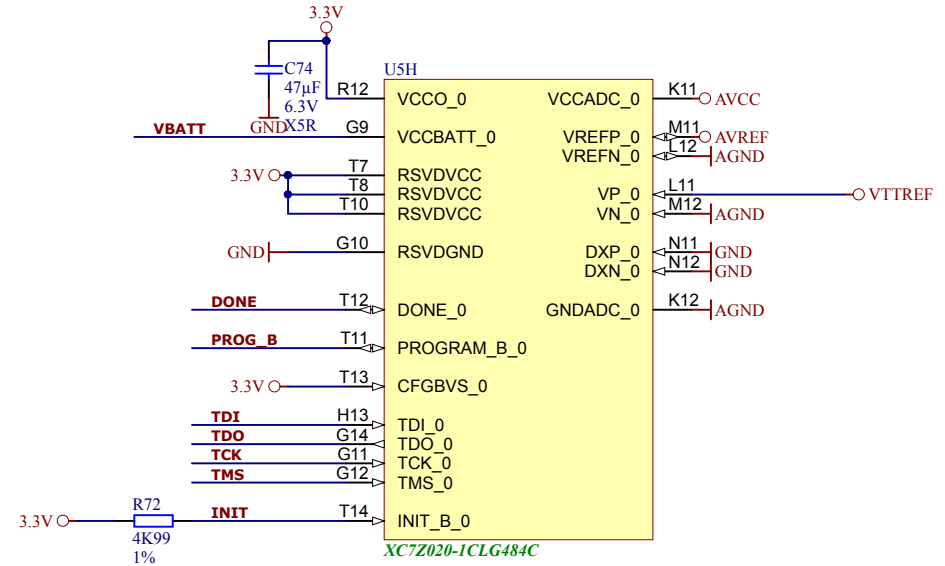 3.3V
C74
47µF
6.3V
X5R
GND
U5H
R12 VCCO_0
VCCADC_0 K11 AVCC
VBATT G9 VCCBATT_0
VREFP_0 M11 AVREF
VREFN_0 L12 AGND
3.3V T7 RSVDVCC
T8 RSVDVCC
T10 RSVDVCC
VP_0 L11 VTTREF
VN_0 M12 AGND
GND G10 RSVDGND
DXP_0 N11 GND
DXN_0 N12 GND
DONE T12 DONE_0
GNDADC_0 K12 AGND
PROG_B T11 PROGRAM_B_0
3.3V T13 CFGBVS_0
TDI H13 TDI_0
TDO G14 TDO_0
TCK G11 TCK_0
TMS G12 TMS_0
3.3V R72 INIT T14 INIT_B_0
4K99
1%
XC7Z020-1CLG484C